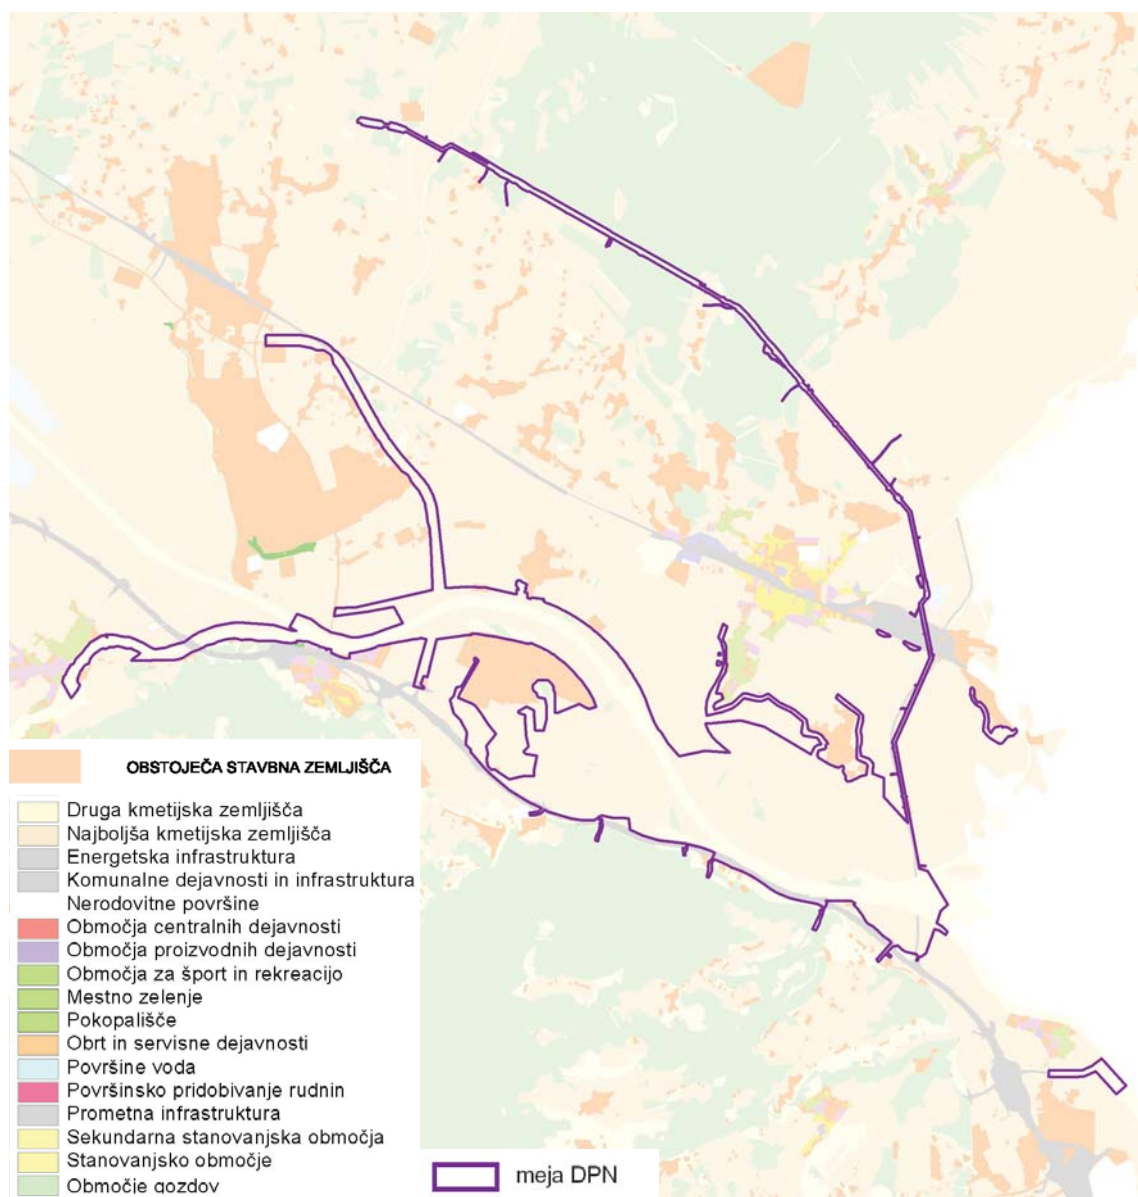 OBSTOJEČA STAVBNA ZEMLJIŠČA
Druga kmetijska zemljišča
Najboljša kmetijska zemljišča
Energetska infrastruktura
Komunalne dejavnosti in infrastruktura
Nerodovitne površine
Območja centralnih dejavnosti
Območja proizvodnih dejavnosti
Območja za šport in rekreacijo
Mestno zelenje
Pokopališče
Obrt in servisne dejavnosti
Površine voda
Površinsko pridobivanje rudnin
Prometna infrastruktura
Sekundarna stanovanjska območja
Stanovanjsko območje
Območje gozdov
meja DPN